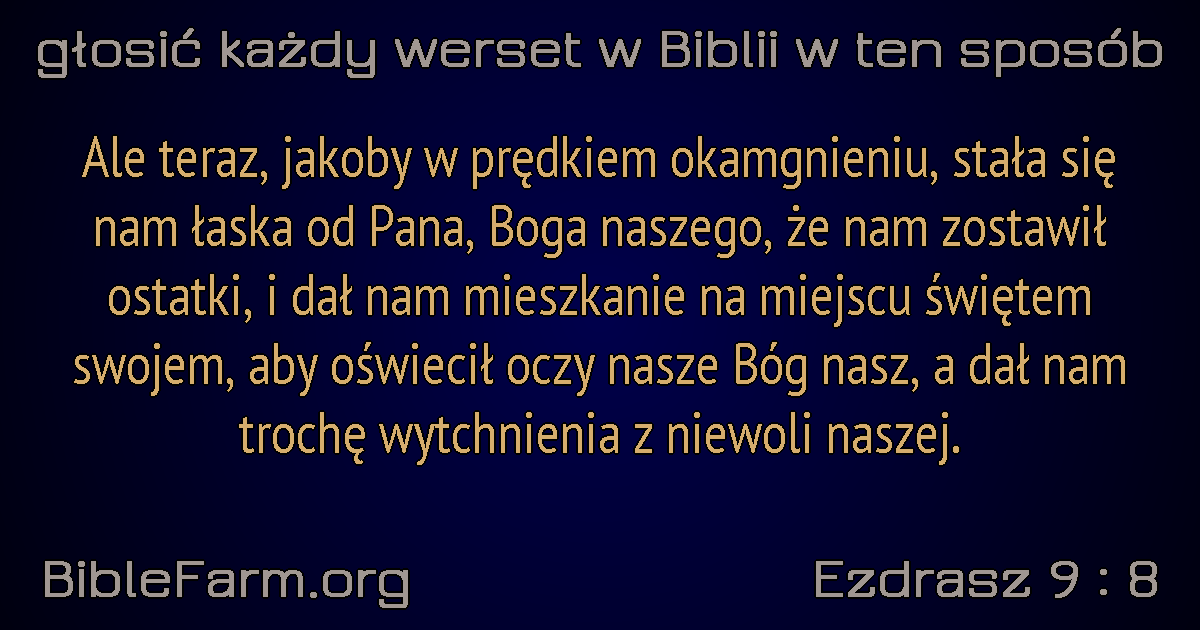 głosić każdy werset w Biblii w ten sposób
Ale teraz, jakoby w prędkiem okamgnieniu, stała się
nam łaska od Pana, Boga naszego, że nam zostawił
ostatki, i dał nam mieszkanie na miejscu świętem
swojem, aby oświecił oczy nasze Bóg nasz, a dał nam
trochę wytchnienia z niewoli naszej.
BibleFarm.org
Ezdrasz 9 : 8